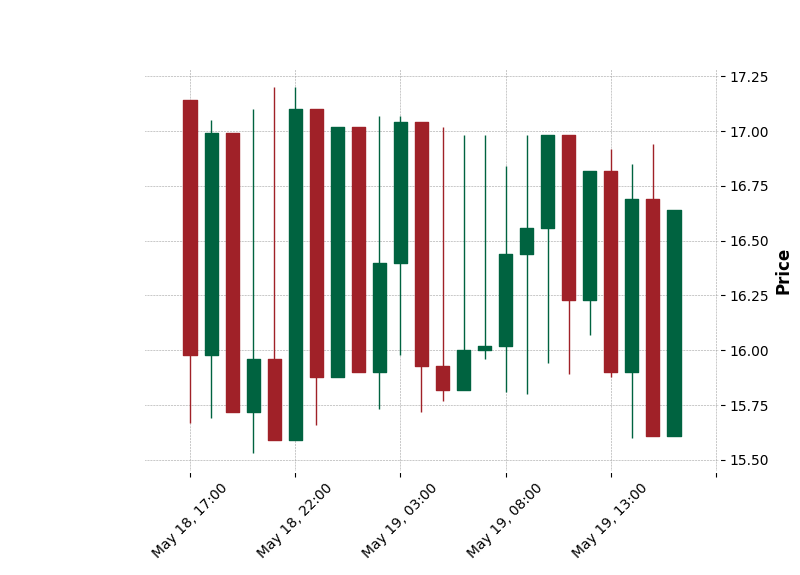 17.25
17.00
16.75
16.50
16.25
16.00
15.75
15.50
Price
May 18, 17:00
May 18, 22:00
May 19, 03:00
May 19, 08:00
May 19, 13:00